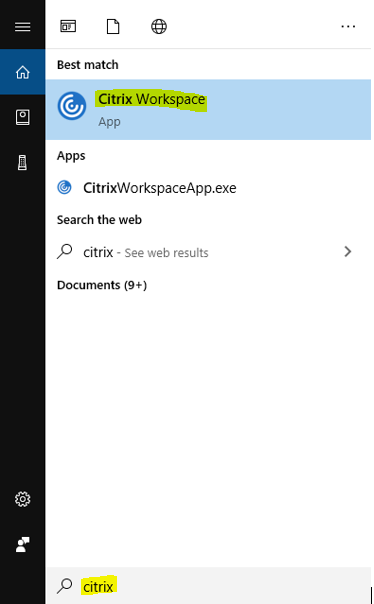 Best match
Citrix Workspace
App
Apps
CitrixWorkspaceApp.exe
Search the web
citrix - See web results
Documents (9+)
citrix